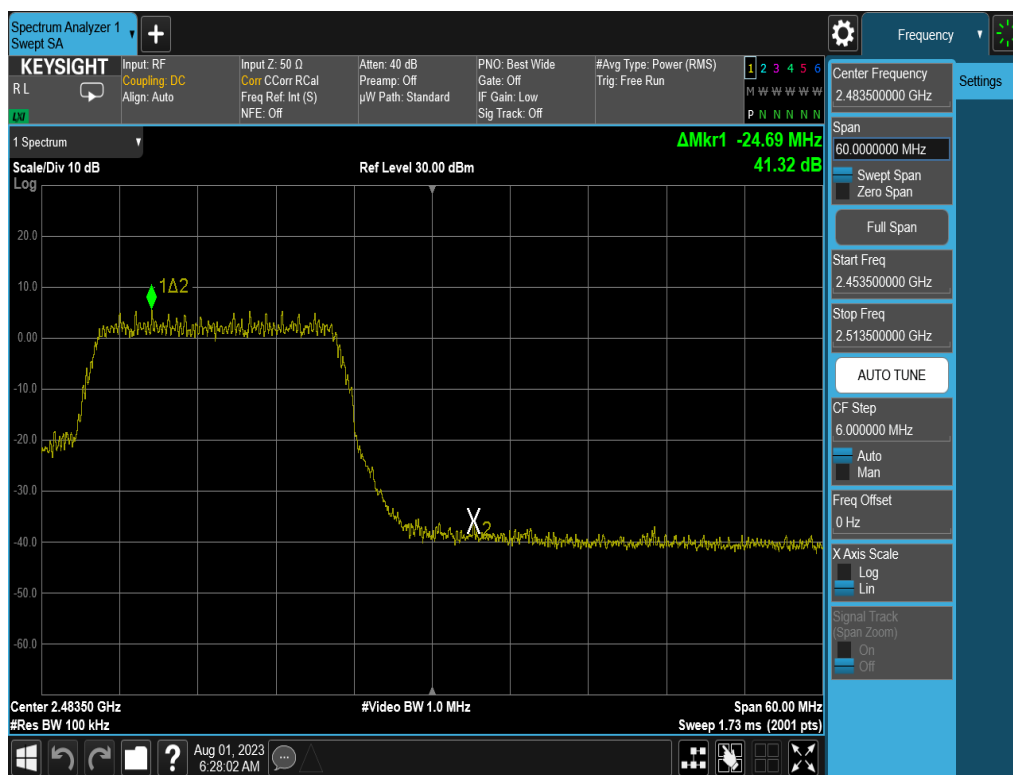 Spectrum Analyzer 1
Swept SA
+
Frequency
KEYSIGHT
R L
LXI
Input: RF
Coupling: DC
Align: Auto
Input Z: 50 Ω
Corr CCorr RCal
Freq Ref: Int (S)
NFE: Off
Atten: 40 dB
Preamp: Off
µW Path: Standard
PNO: Best Wide
Gate: Off
IF Gain: Low
Sig Track: Off
#Avg Type: Power (RMS)
Trig: Free Run
1 2 3 4 5 6
M W W W W W
P N N N N N
1 Spectrum
Scale/Div 10 dB
Ref Level 30.00 dBm
ΔMkr1 -24.69 MHz
41.32 dB
Log
20.0
10.0
0.00
-10.0
-20.0
-30.0
-40.0
-50.0
-60.0
1Δ2
X2
Center 2.48350 GHz
#Video BW 1.0 MHz
Span 60.00 MHz
#Res BW 100 kHz
Sweep 1.73 ms (2001 pts)
?
Aug 01, 2023
6:28:02 AM
Center Frequency
2.483500000 GHz
Settings
Span
60.0000000 MHz
Swept Span
Zero Span
Full Span
Start Freq
2.453500000 GHz
Stop Freq
2.513500000 GHz
AUTO TUNE
CF Step
6.000000 MHz
Auto
Man
Freq Offset
0 Hz
X Axis Scale
Log
Lin
Signal Track
(Span Zoom)
On
Off